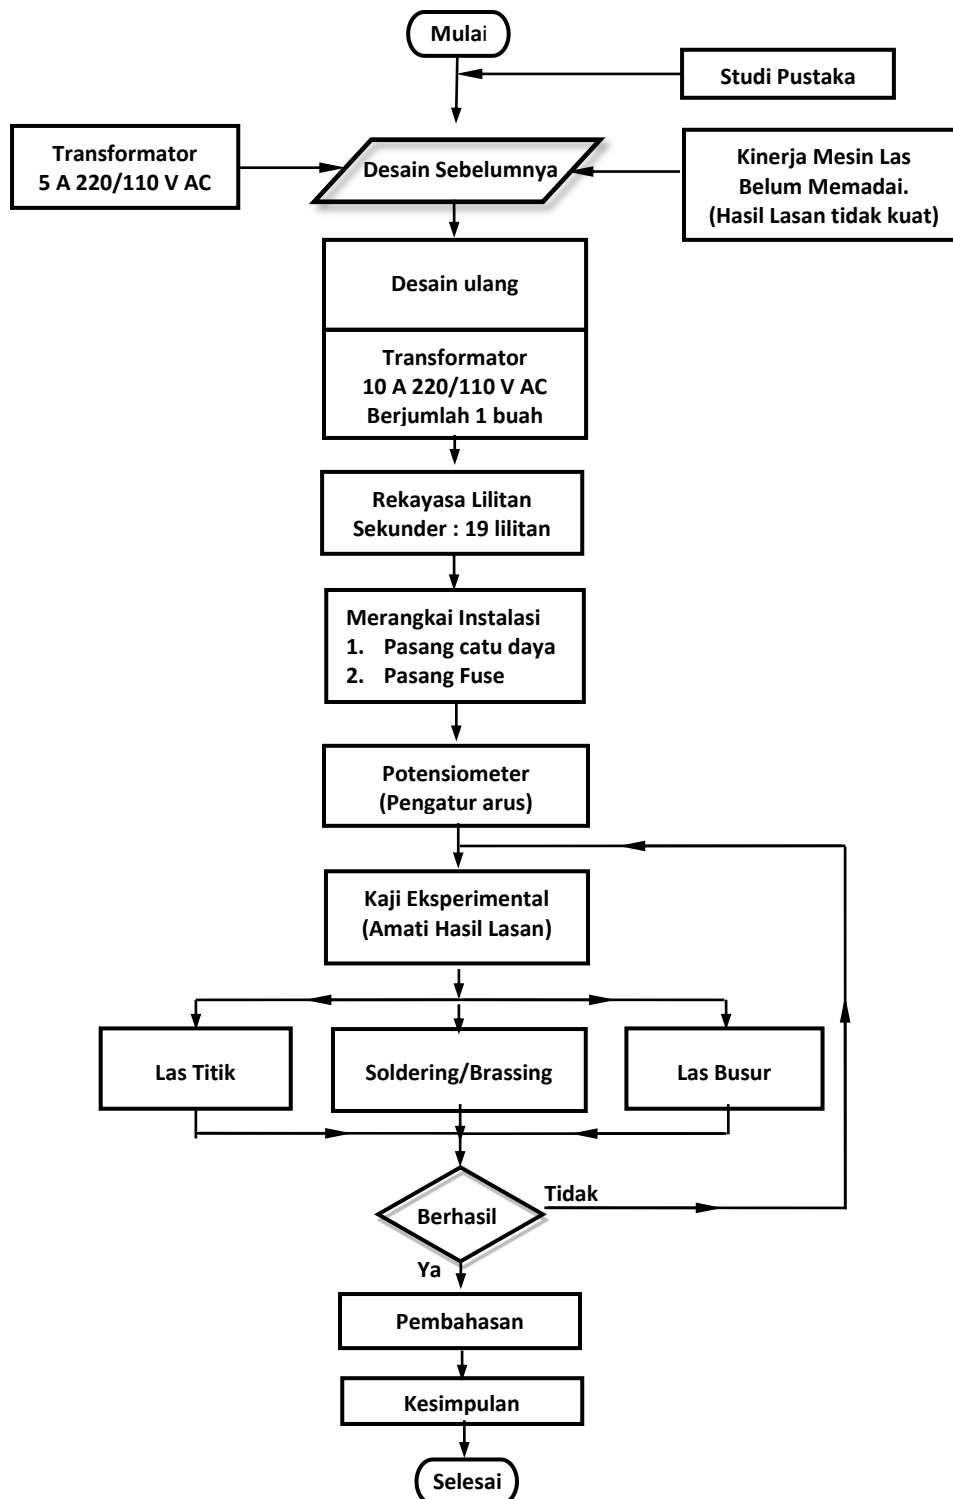 Mulai
Studi Pustaka
Transformator
5 A 220/110 V AC
Desain Sebelumnya
Kinerja Mesin Las
Belum Memadai.
(Hasil Lasan tidak kuat)
Desain ulang
Transformator
10 A 220/110 V AC
Berjumlah 1 buah
Rekayasa Lilitan
Sekunder : 19 lilitan
Merangkai Instalasi
1. Pasang catu daya
2. Pasang Fuse
Potensiometer
(Pengatur arus)
Kaji Eksperimental
(Amati Hasil Lasan)
Las Titik
Soldering/Brassing
Las Busur
Berhasil
Tidak
Ya
Pembahasan
Kesimpulan
Selesai